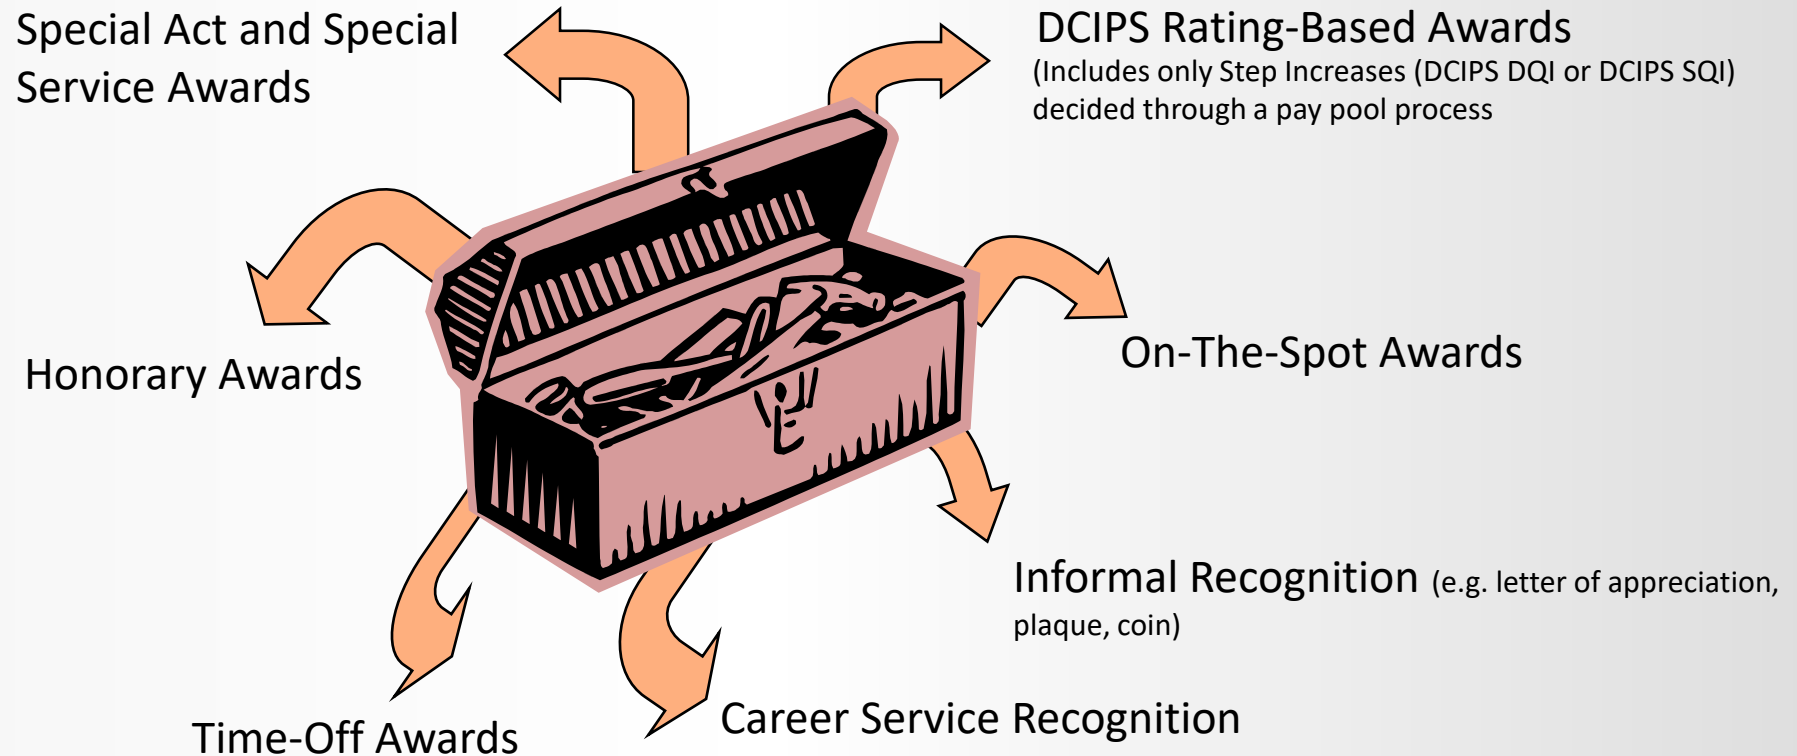 Special Act and Special
Service Awards
DCIPS Rating-Based Awards
(Includes only Step Increases (DCIPS DQI or DCIPS SQI)
decided through a pay pool process
Honorary Awards
On-The-Spot Awards
Informal Recognition (e.g. letter of appreciation,
plaque, coin)
Career Service Recognition
Time-Off Awards